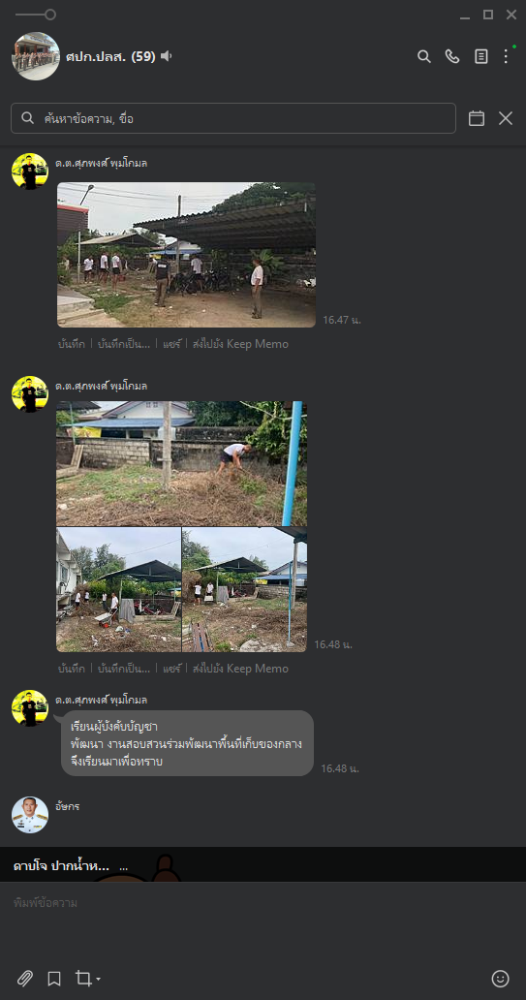 ศปก.ปลส. (59)
ค้นหาข้อความ, ชื่อ
ด.ต.ศุภพงศ์ พุมโกมล
16.47 น.
บันทึก | บันทึกเป็น... | แชร์ | ส่งไปยัง Keep Memo
ด.ต.ศุภพงศ์ พุมโกมล
16.48 น.
บันทึก | บันทึกเป็น... | แชร์ | ส่งไปยัง Keep Memo
ด.ต.ศุภพงศ์ พุมโกมล
เรียนผู้บังคับบัญชา
พัฒนา งานสอบสวนร่วมพัฒนาพื้นที่เก็บของกลาง
จึงเรียนมาเพื่อทราบ
16.48 น.
อัษกร
ดาบโจ ปากน้ำห... ...
พิมพ์ข้อความ